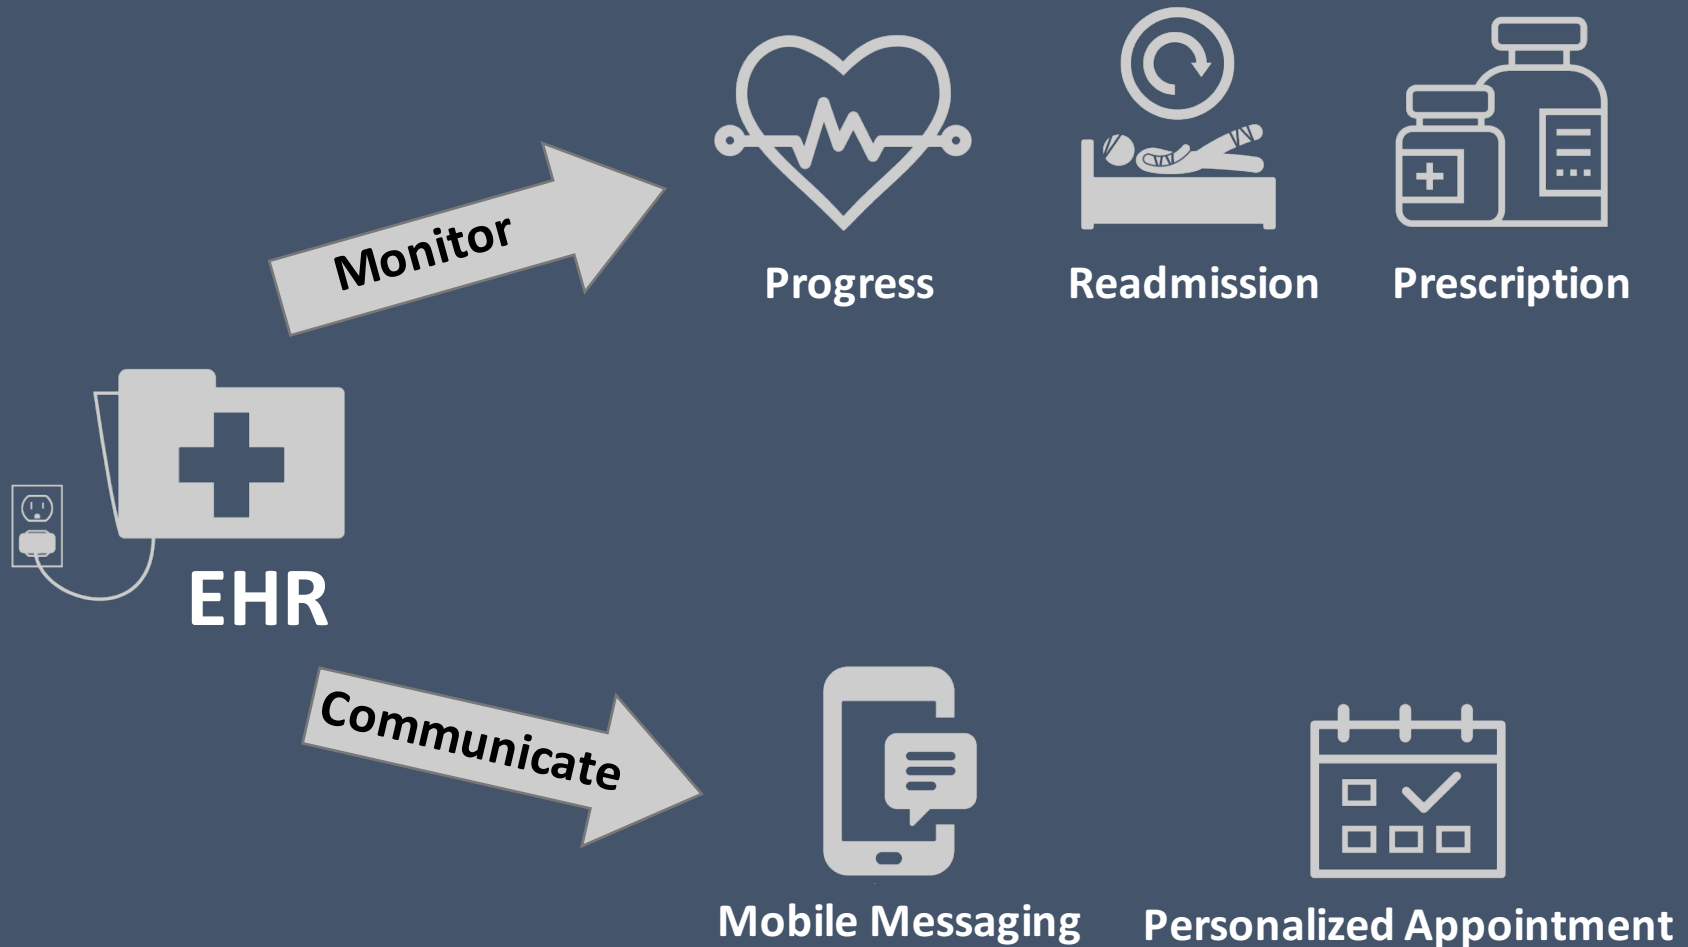 Monitor
Progress
Readmission
Prescription
EHR
Communicate
Mobile Messaging
Personalized Appointment